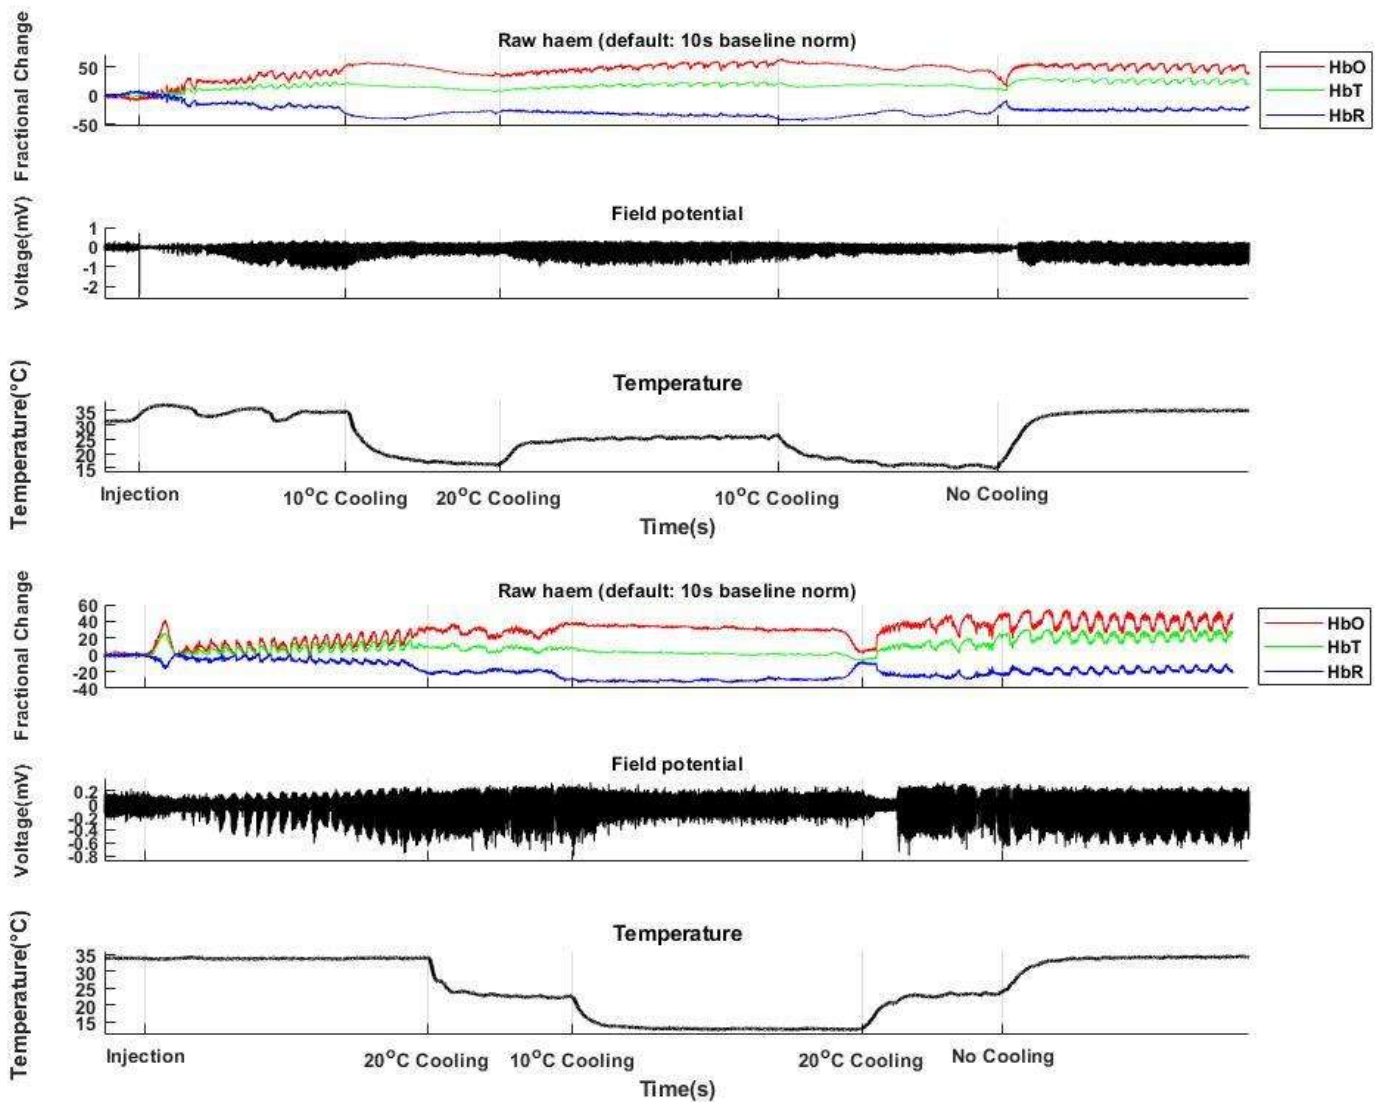 Raw haem (default: 10s baseline norm)
Fractional Change
50
0
-50
HbO
HbT
HbR
Field potential
Voltage(mV)
1
0
-1
-2
Temperature
Temperature(°C)
35
30
25
20
15
Injection
10°C Cooling
20°C Cooling
10°C Cooling
No Cooling
Time(s)
Raw haem (default: 10s baseline norm)
Fractional Change
60
40
20
0
-20
-40
HbO
HbT
HbR
Field potential
Voltage(mV)
0.2
0
-0.2
-0.4
-0.6
-0.8
Temperature
Temperature(°C)
35
30
25
20
15
Injection
20°C Cooling
10°C Cooling
20°C Cooling
No Cooling
Time(s)